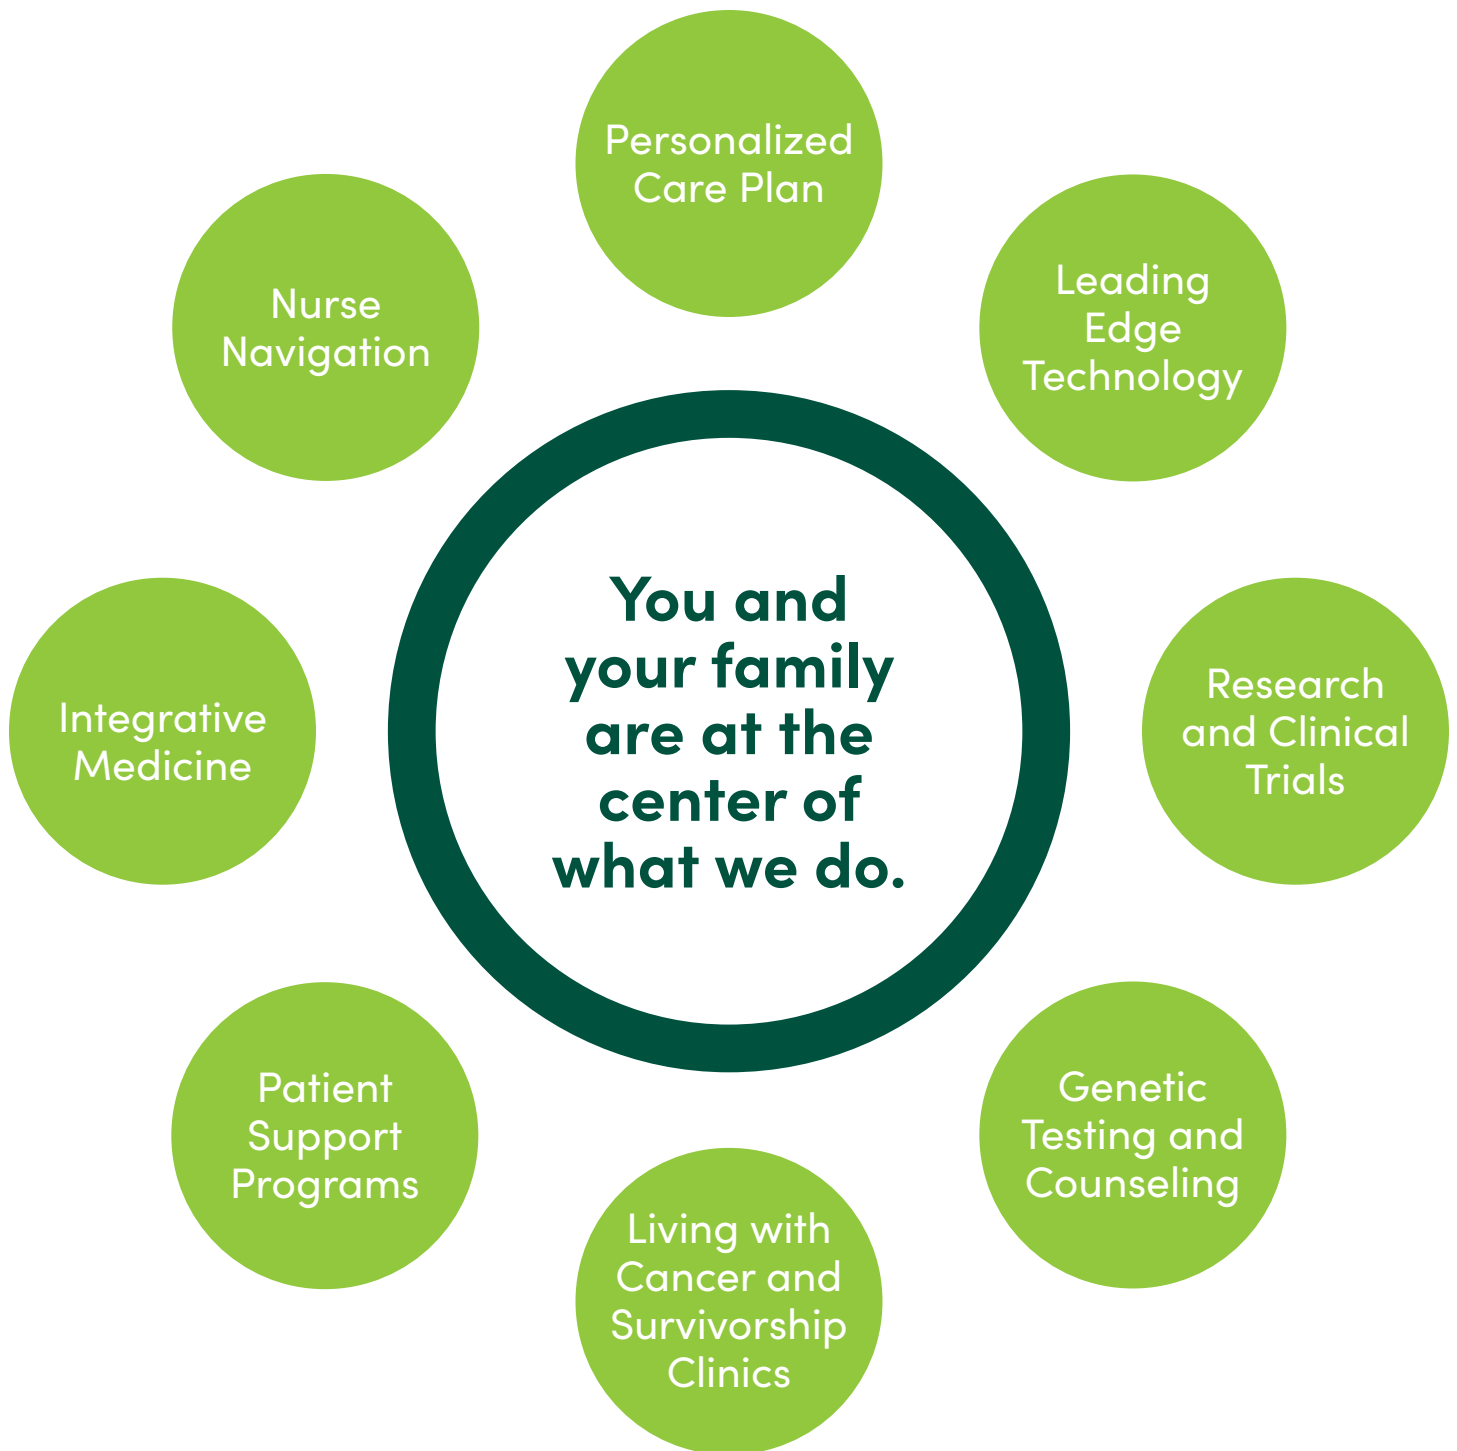 Personalized
Care Plan
Leading
Edge
Technology
Research
and Clinical
Trials
Genetic
Testing and
Counseling
Living with
Cancer and
Survivorship
Clinics
Patient
Support
Programs
Integrative
Medicine
Nurse
Navigation
You and
your family
are at the
center of
what we do.